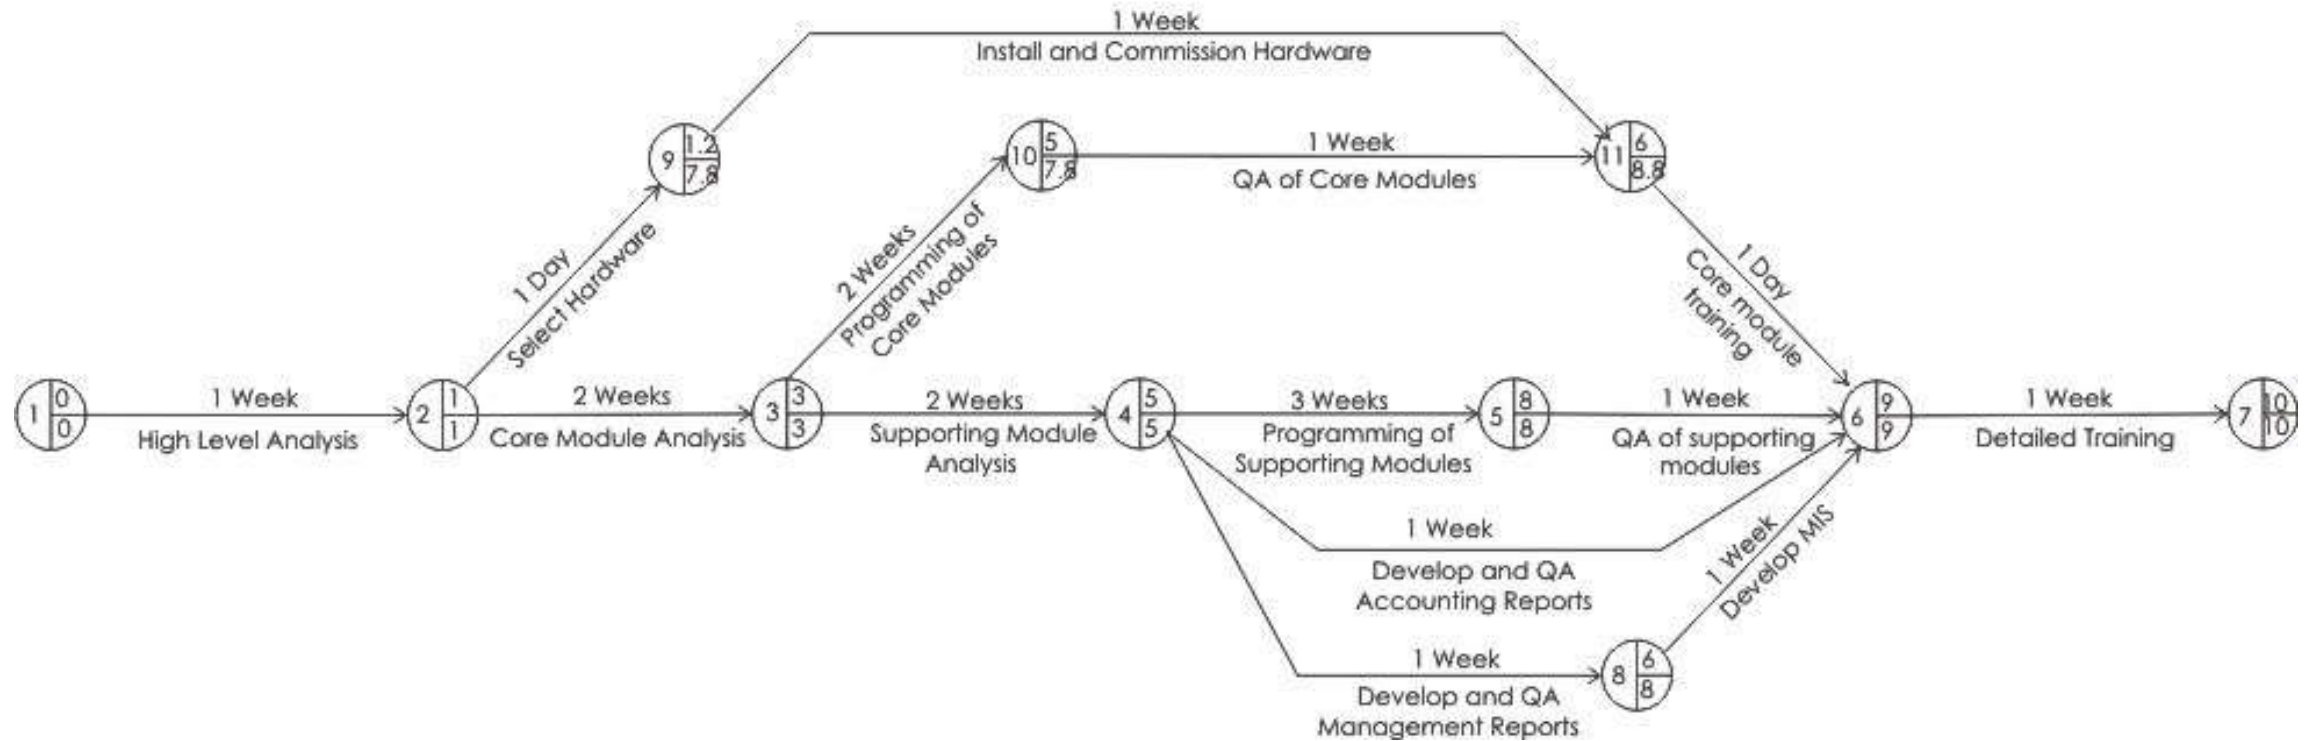 1 Week
Install and Commission Hardware
9
1.2
7.8
10
5
7.8
1 Week
QA of Core Modules
11
6
8.8
1 Day
Select Hardware
2 Weeks
Programming of
Core Modules
1 Day
Core module
training
1
0
0
1 Week
High Level Analysis
2
1
1
2 Weeks
Core Module Analysis
3
3
3
2 Weeks
Supporting Module
Analysis
4
5
5
3 Weeks
Programming of
Supporting Modules
5
8
8
1 Week
QA of supporting
modules
6
9
9
1 Week
Detailed Training
7
10
10
1 Week
Develop and QA
Accounting Reports
1 Week
Develop MIS
1 Week
Develop and QA
Management Reports
8
6
8